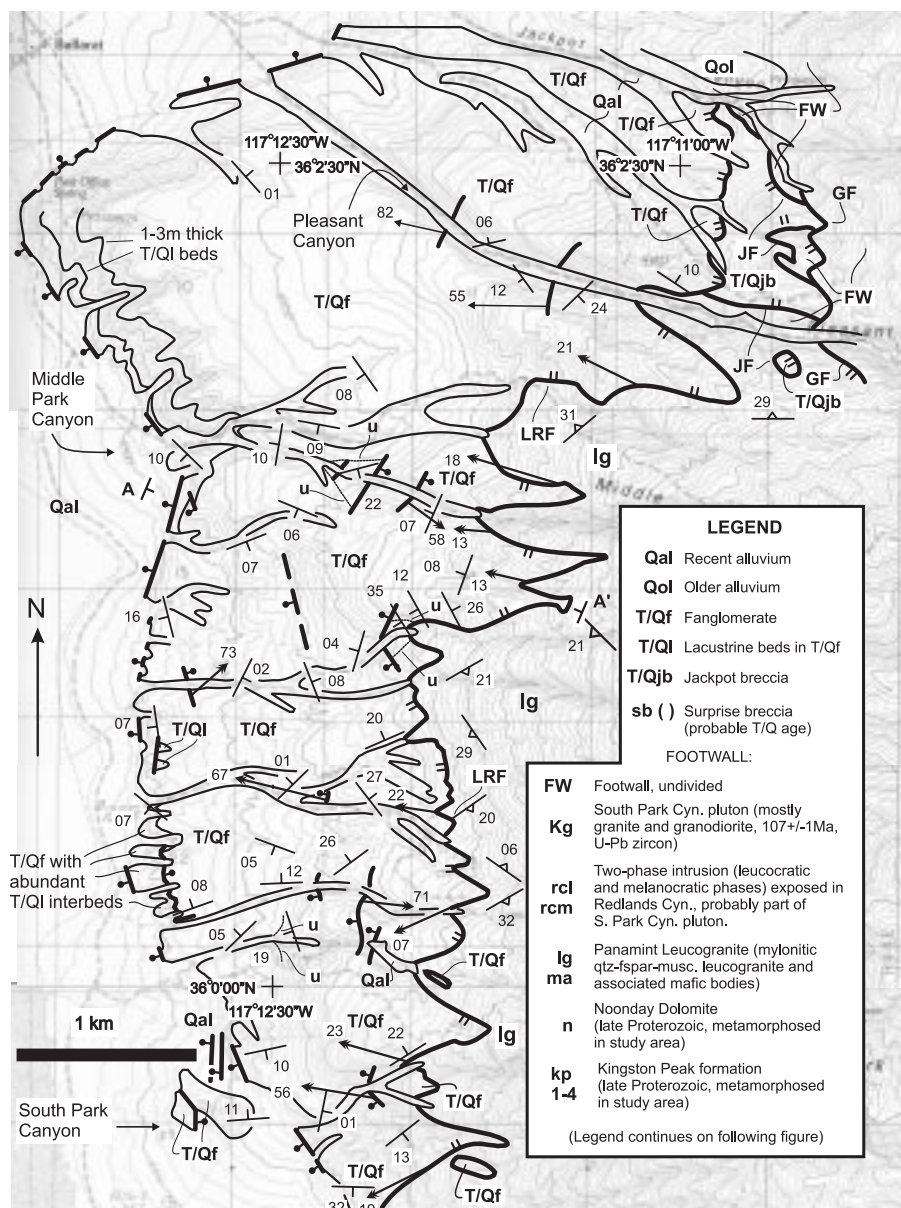 Ballarat
Jackpot
Qol
T/Qf
FW
Qal
T/Qf
117°12'30"W
36°2'30"N
117°11'00"W
36°2'30"N
01
T/Qf
T/Qf
GF
Pleasant
Canyon
82
06
1-3m thick
T/Ql beds
JF
T/Qjb
10
T/Qf
12
24
55
FW
Pleasant
21
JF
T/Qjb
GF
29
Middle
Park
Canyon
08
LRF
31
lg
09
u
10
10
18
T/Qf
Middle
A
Qal
u
22
07
58
13
06
07
T/Qf
08
13
12
35
u
26
A'
21
16
N
04
73
02
08
u
21
lg
07
T/Ql
T/Qf
20
29
01
67
27
22
LRF
20
07
T/Qf
T/Qf with
abundant
T/Ql interbeds
05
26
12
06
71
32
08
05
u
19
u
07
Qal
T/Qf
36°0'00"N
117°12'30"W
1 km
Qal
T/Qf
23
22
lg
10
56
T/Qf
South Park
Canyon
11
01
T/Qf
13
T/Qf
T/Qf
32
19
LEGEND
Qal Recent alluvium
Qol Older alluvium
T/Qf Fanglomerate
T/Ql Lacustrine beds in T/Qf
T/Qjb Jackpot breccia
sb ( ) Surprise breccia
(probable T/Q age)
FOOTWALL:
FW Footwall, undivided
Kg South Park Cyn. pluton (mostly
granite and granodiorite, 107+/-1Ma,
U-Pb zircon)
rcl Two-phase intrusion (leucocratic
rcm and melanocratic phases) exposed in
Redlands Cyn., probably part of
S. Park Cyn. pluton.
lg Panamint Leucogranite (mylonitic
ma qtz-fspar-musc. leucogranite and
associated mafic bodies)
n Noonday Dolomite
(late Proterozoic, metamorphosed
in study area)
kp Kingston Peak formation
1-4 (late Proterozoic, metamorphosed
in study area)
(Legend continues on following figure)